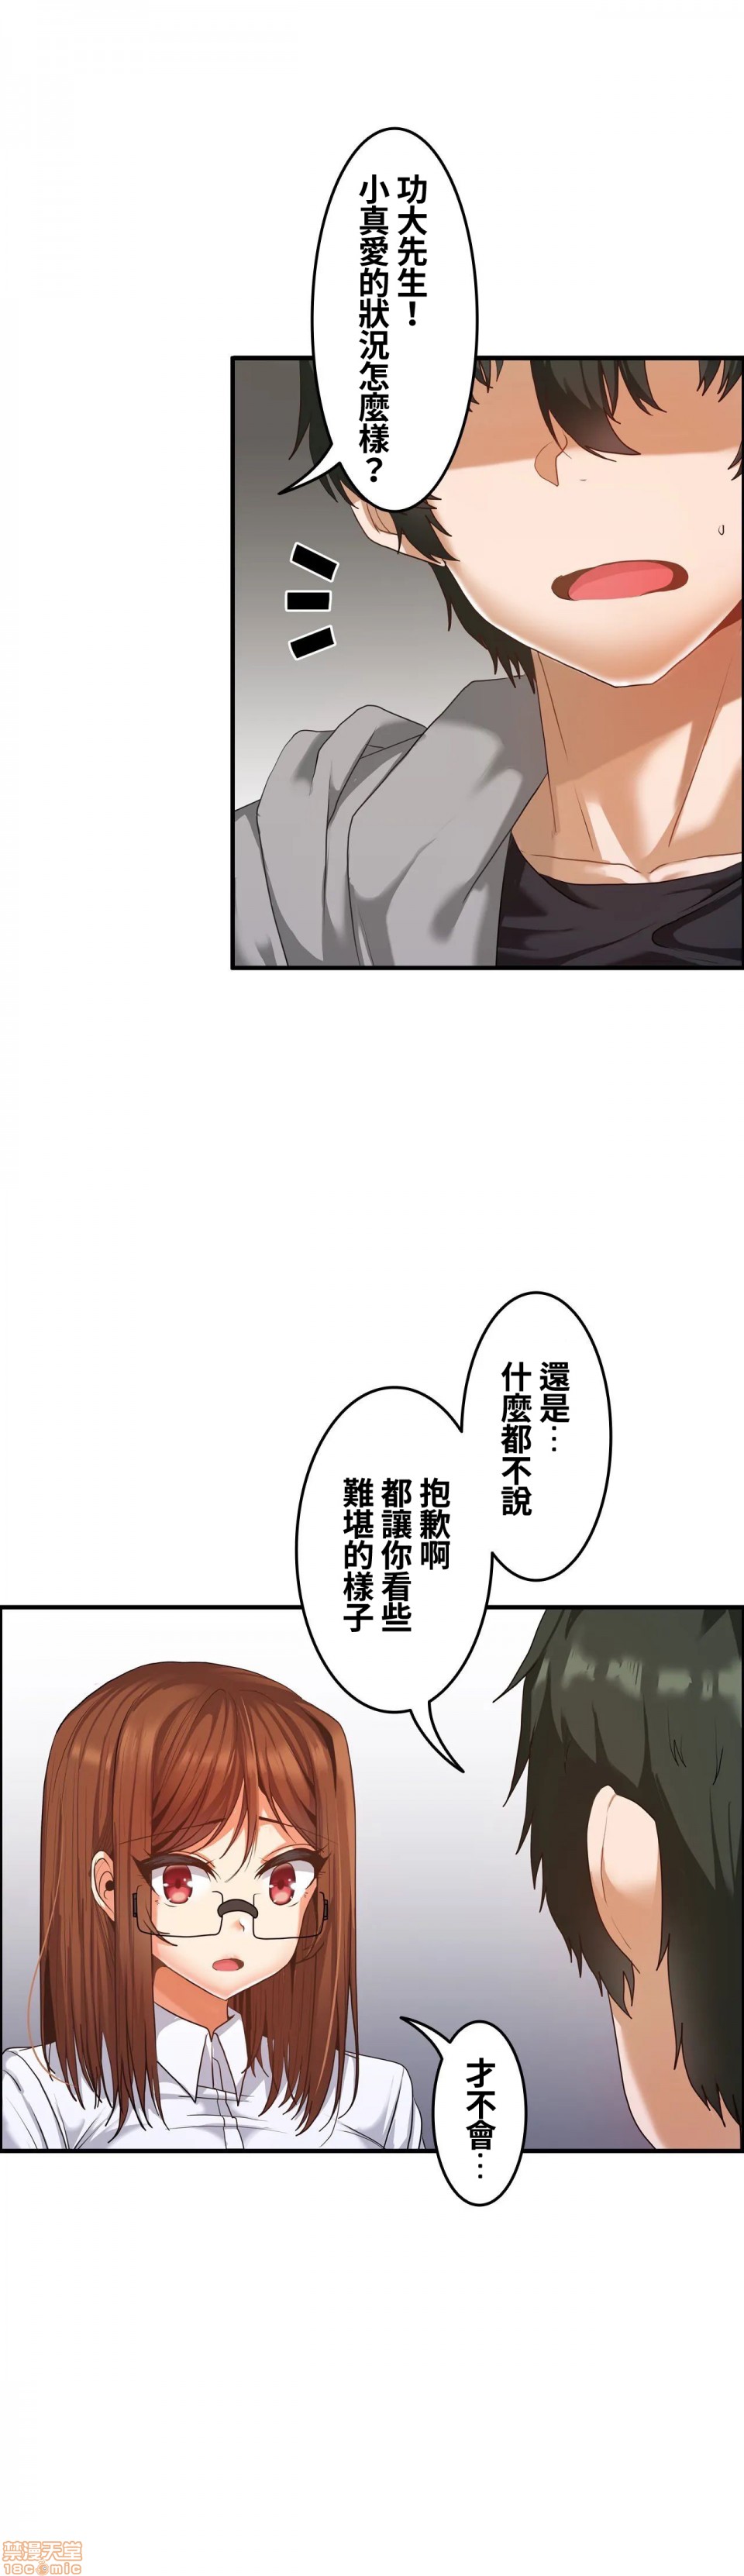 功大先生！
小真愛的狀況怎麼樣？
還是…
什麼都不說
抱歉啊
都讓你看些
難堪的樣子
才不會…
禁漫天堂
18comic